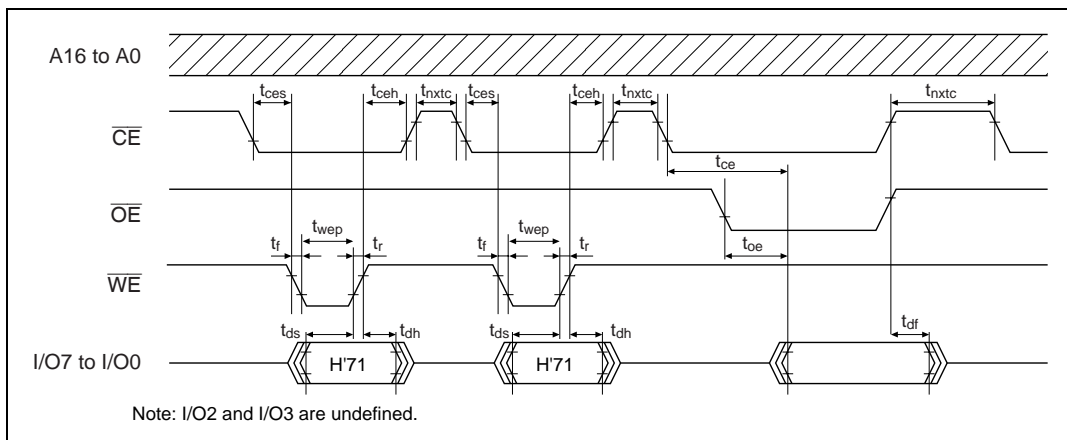 A16 to A0
tces tceh tnxtc tces tceh tnxtc tnxtc
CE
tce
OE
twep twep toe
tf tr tf tr
WE
tds tdh tds tdh tdf
I/O7 to I/O0 H'71 H'71
Note: I/O2 and I/O3 are undefined.